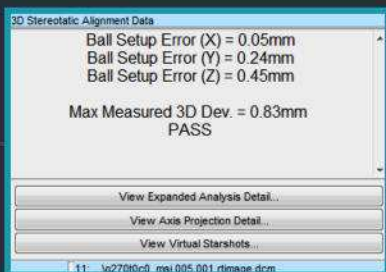 3D Stereotatic Alignment Data
Ball Setup Error (X) = 0.05mm
Ball Setup Error (Y) = 0.24mm
Ball Setup Error (Z) = 0.45mm
Max Measured 3D Dev. = 0.83mm
PASS
View Expanded Analysis Detail...
View Axis Projection Detail...
View Virtual Starshots...